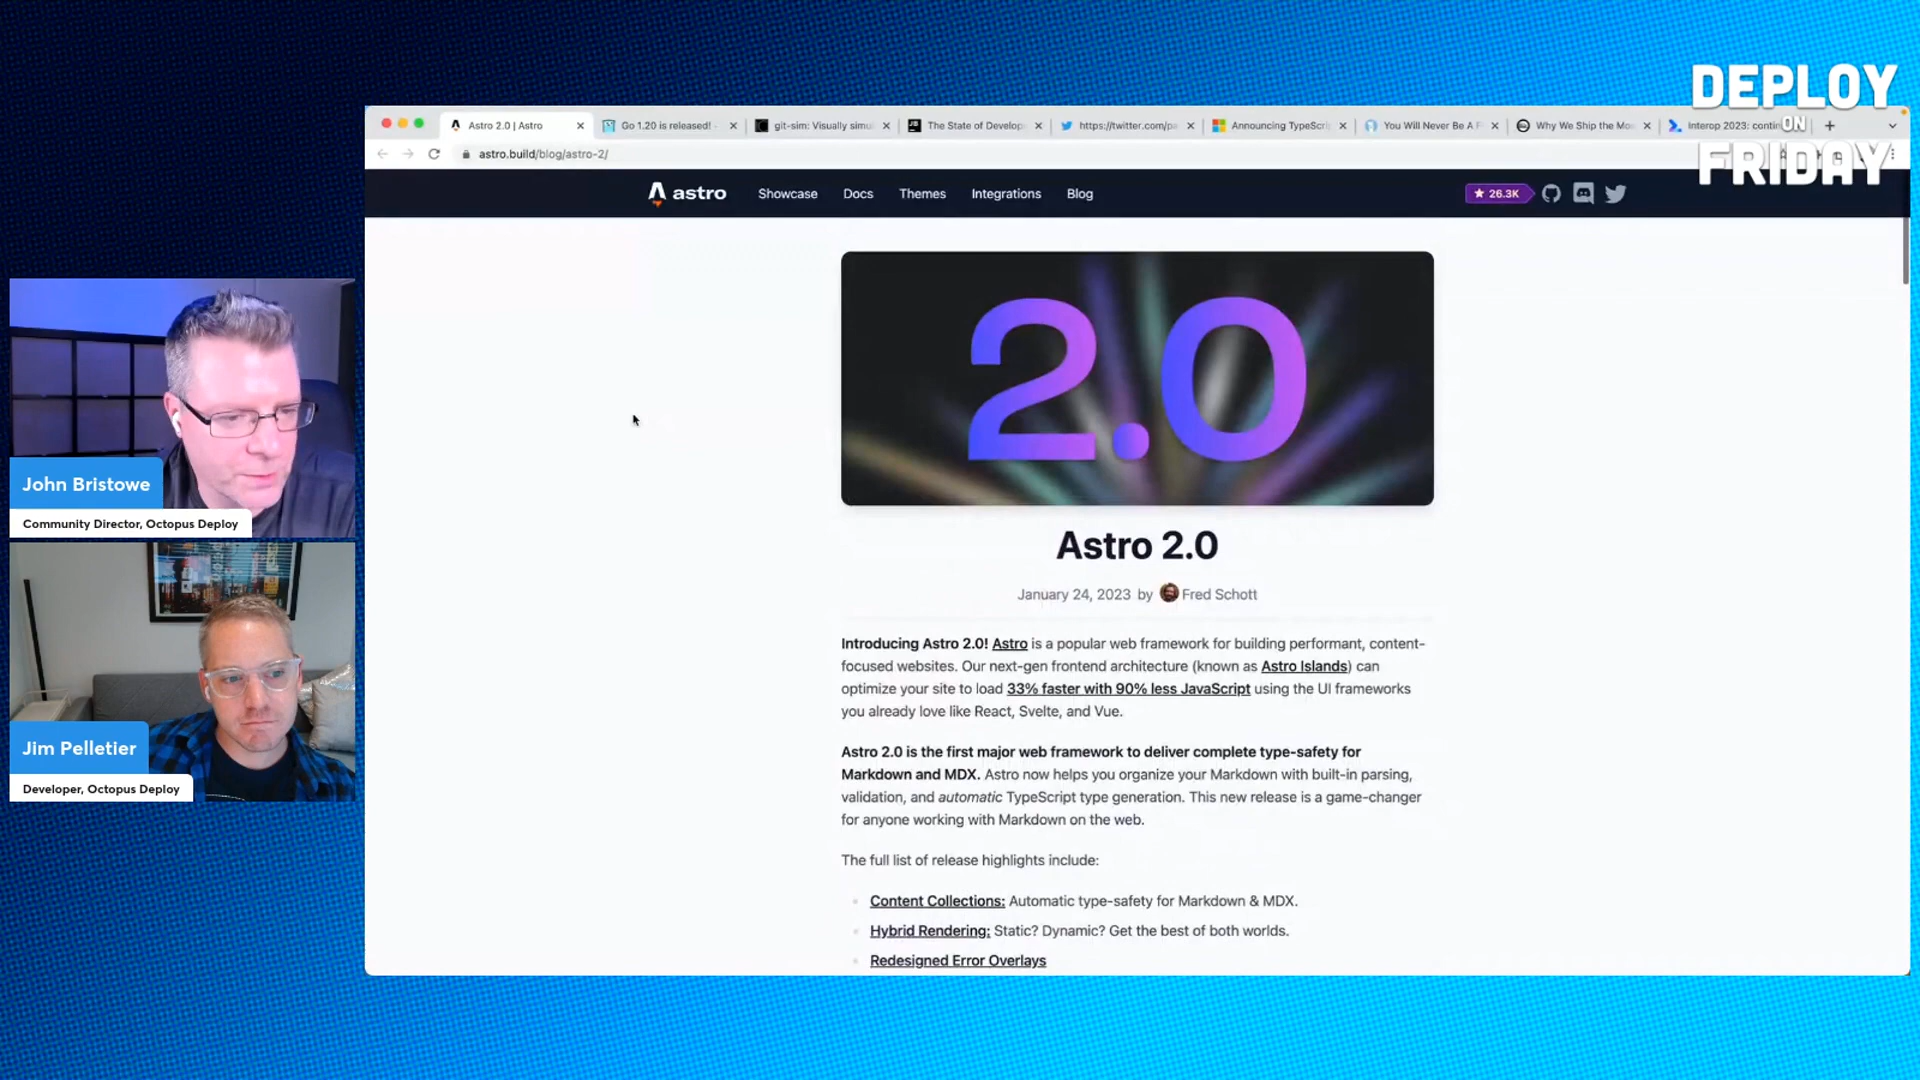 DEPLOY
ON
FRIDAY
Astro 2.0 | Astro
Go 1.20 is released! -
git-sim: Visually simu
The State of Develop
https://twitter.com/pa
Announcing TypeScri
You Will Never Be A F
Why We Ship the Mo
Interop 2023: conti
astro.build/blog/astro-2/
astro
Showcase
Docs
Themes
Integrations
Blog
★ 26.3K
2.0
Astro 2.0
January 24, 2023 by Fred Schott
Introducing Astro 2.0! Astro is a popular web framework for building performant, content-
focused websites. Our next-gen frontend architecture (known as Astro Islands) can
optimize your site to load 33% faster with 90% less JavaScript using the UI frameworks
you already love like React, Svelte, and Vue.
Astro 2.0 is the first major web framework to deliver complete type-safety for
Markdown and MDX. Astro now helps you organize your Markdown with built-in parsing,
validation, and automatic TypeScript type generation. This new release is a game-changer
for anyone working with Markdown on the web.
The full list of release highlights include:
Content Collections: Automatic type-safety for Markdown & MDX.
Hybrid Rendering: Static? Dynamic? Get the best of both worlds.
Redesigned Error Overlays
John Bristowe
Community Director, Octopus Deploy
Jim Pelletier
Developer, Octopus Deploy